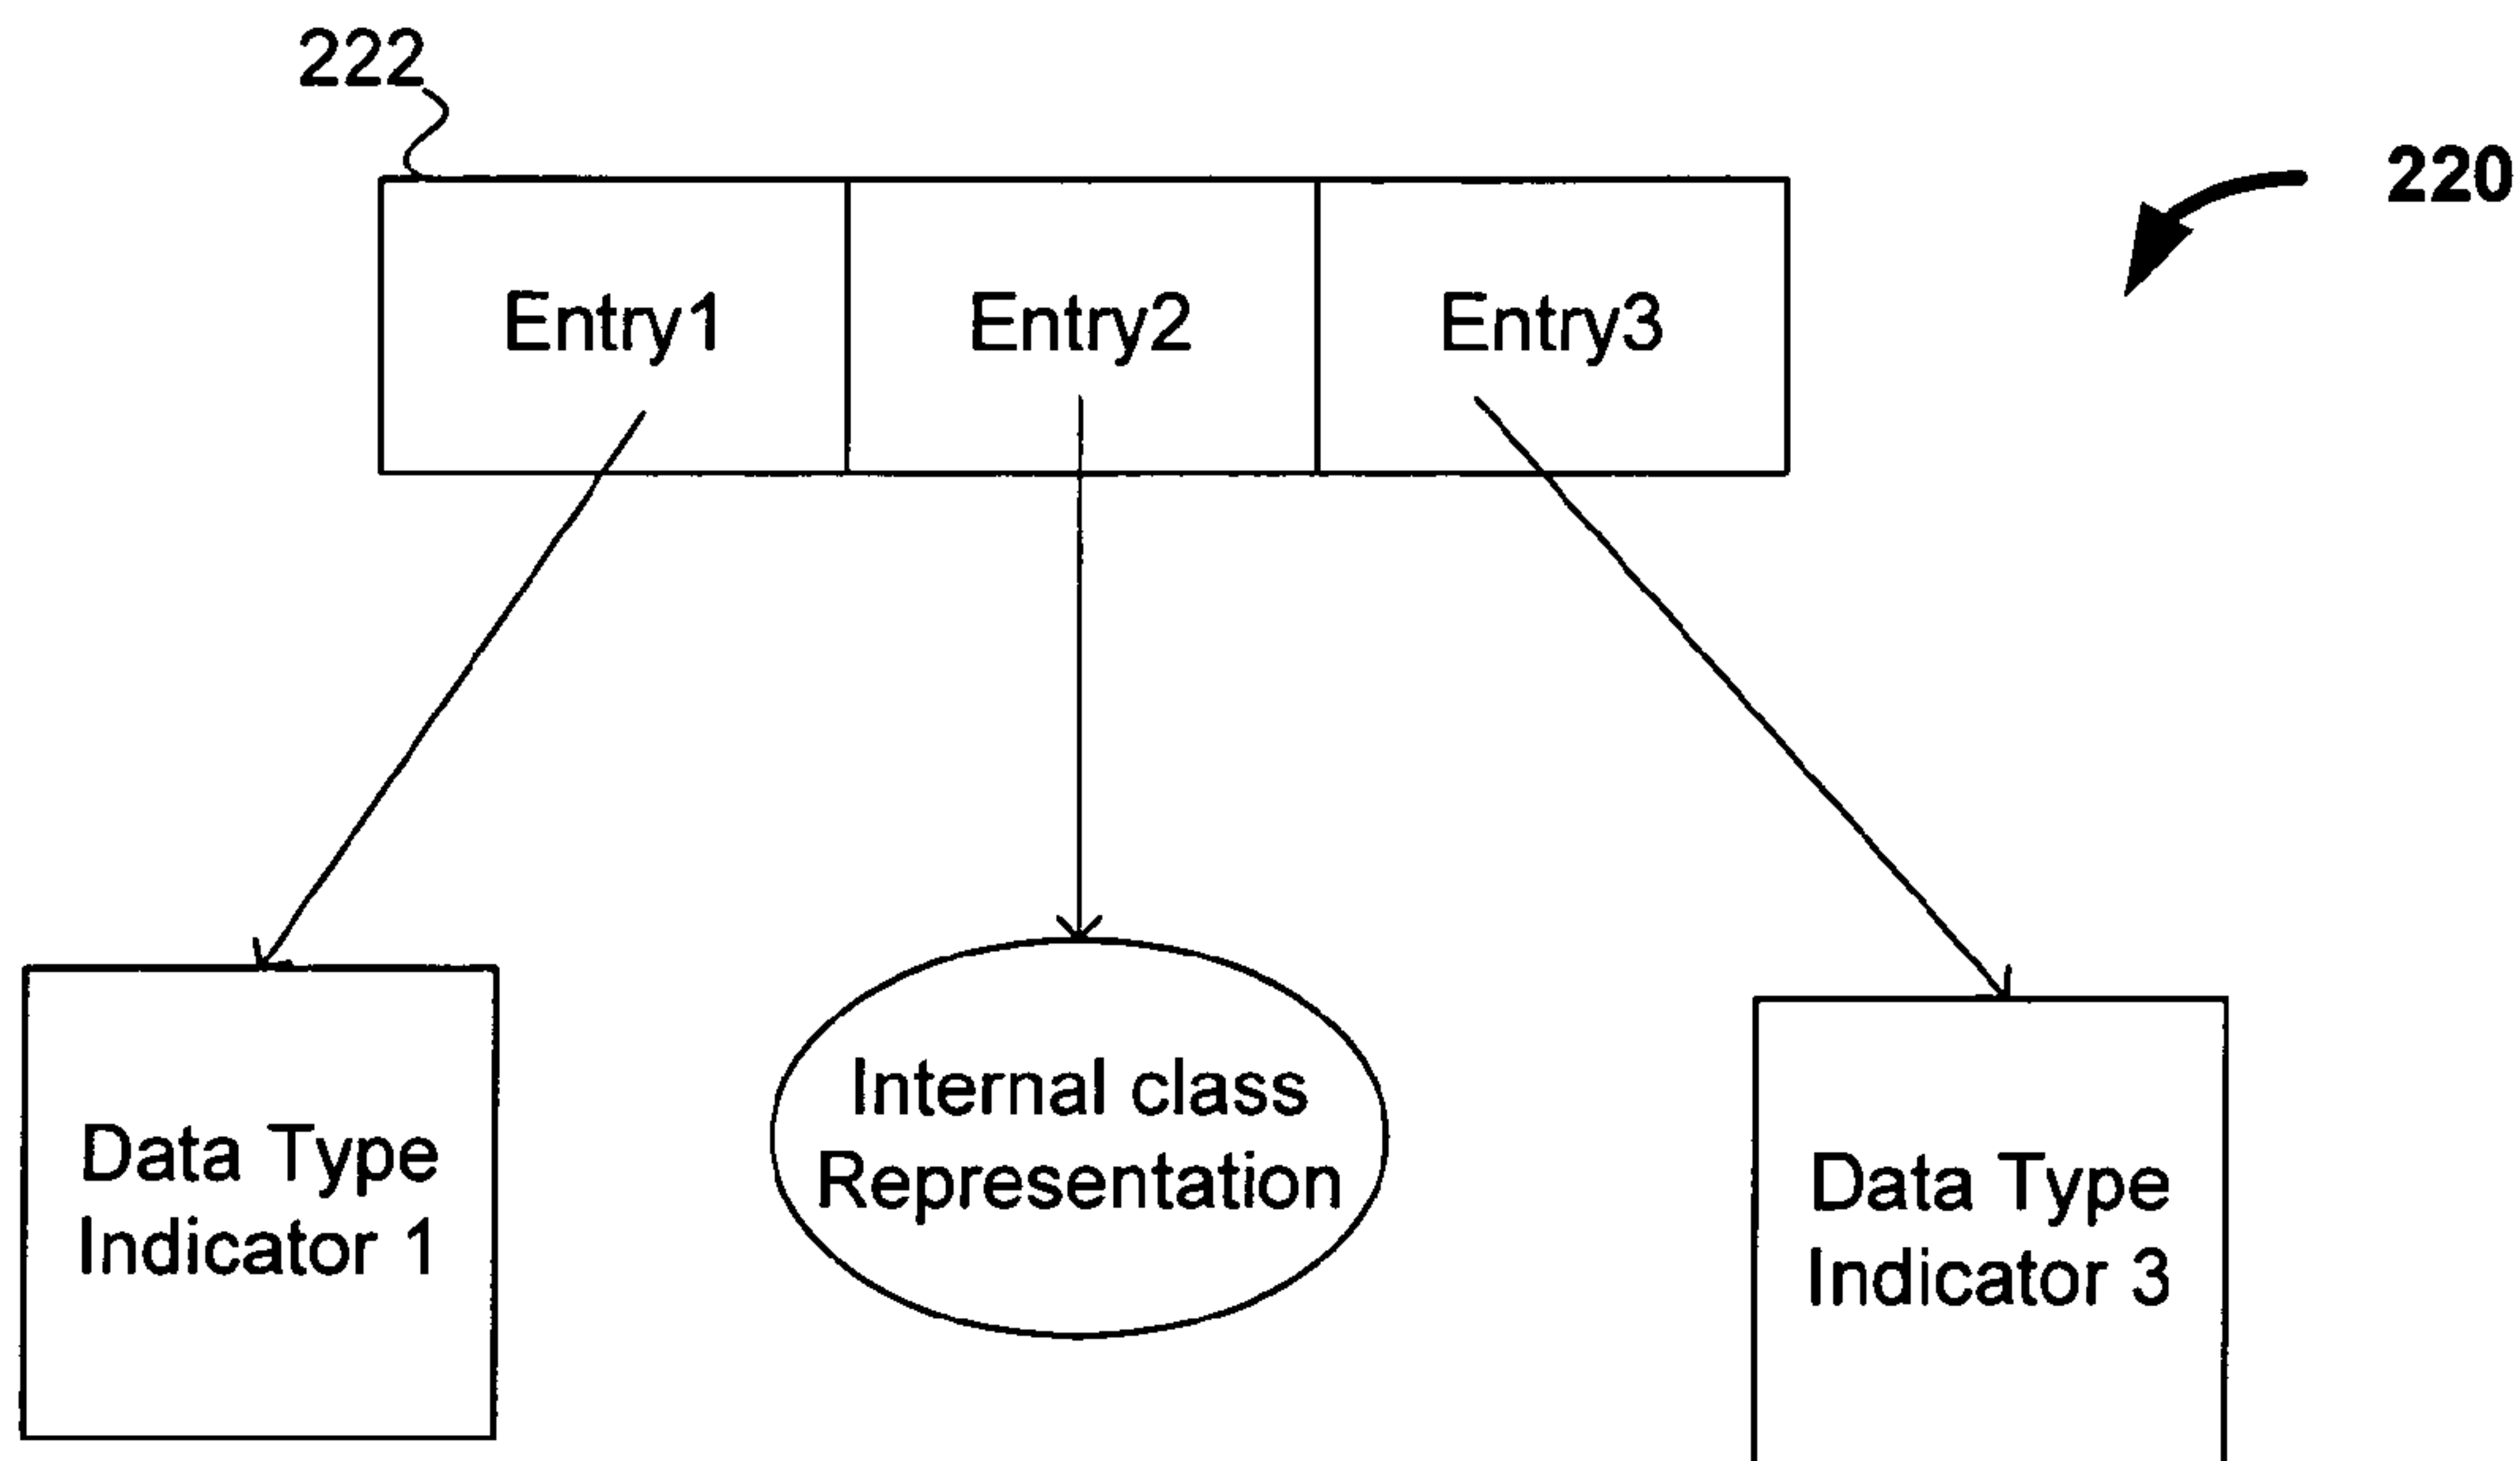 222
220
Entry1
Entry2
Entry3
Internal class
Representation
Data Type
Indicator 1
Data Type
Indicator 3